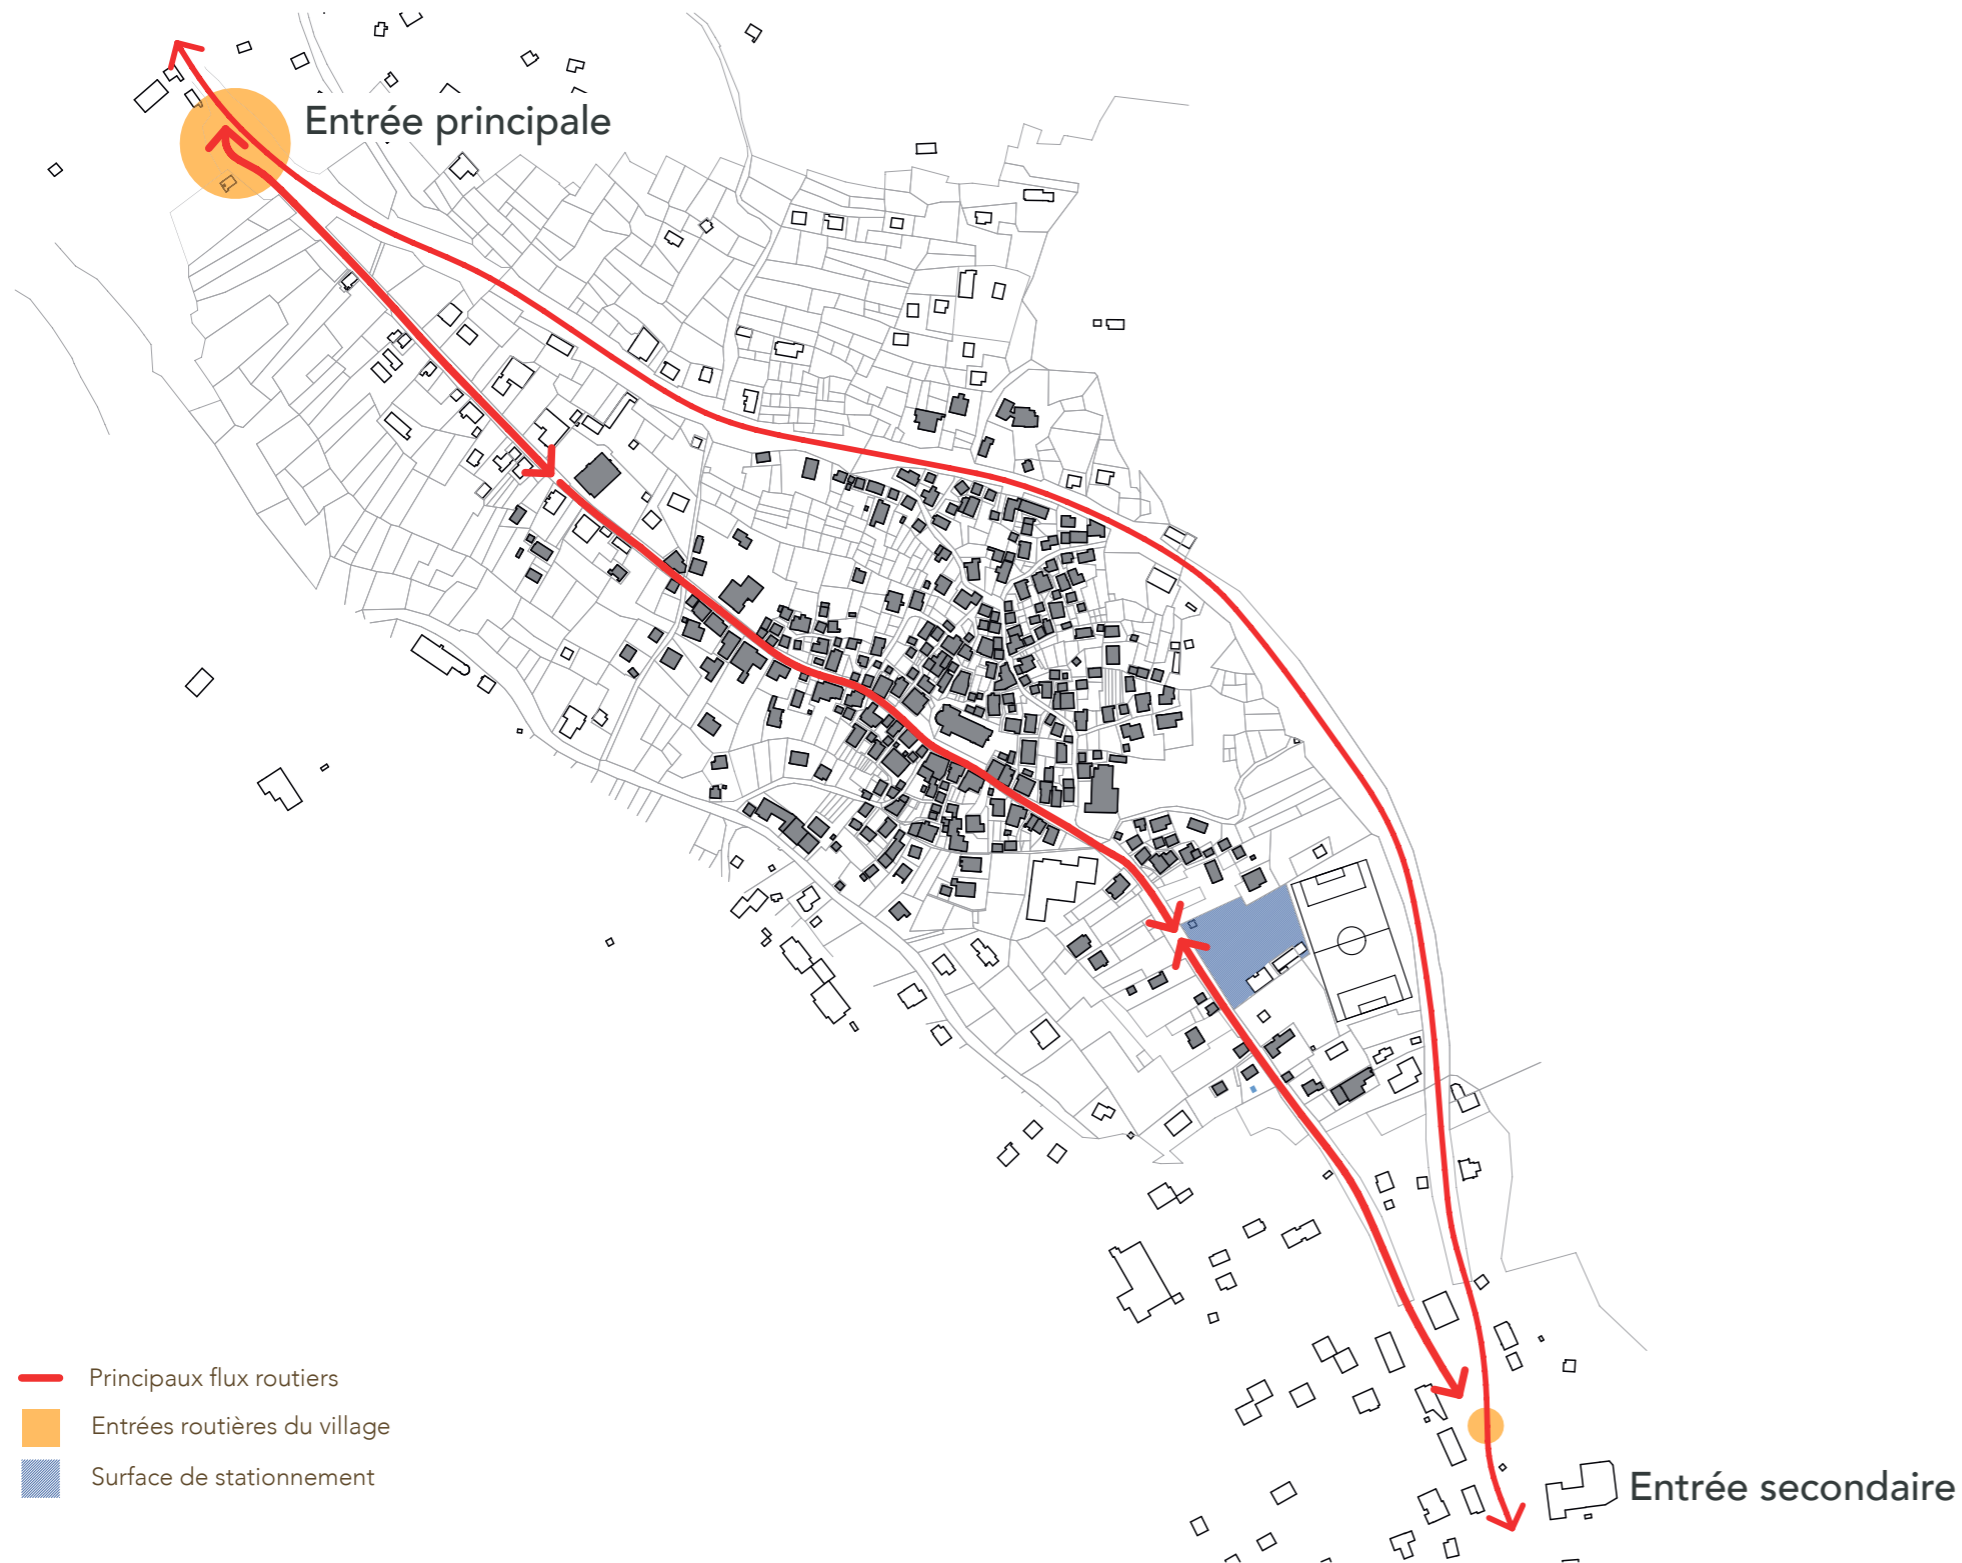 Entrée principale
Principaux flux routiers
Entrées routières du village
Surface de stationnement
Entrée secondaire